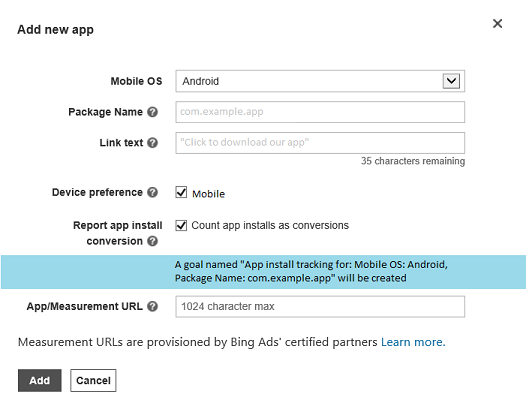 Add new app
Mobile OS
Android
Package Name ?
com.example.app
Link text ?
"Click to download our app"
35 characters remaining
Device preference ?
Mobile
Report app install
conversion ?
Count app installs as conversions
A goal named "App install tracking for: Mobile OS: Android,
Package Name: com.example.app" will be created
App/Measurement URL ?
1024 character max
Measurement URLs are provisioned by Bing Ads' certified partners Learn more.
Add
Cancel